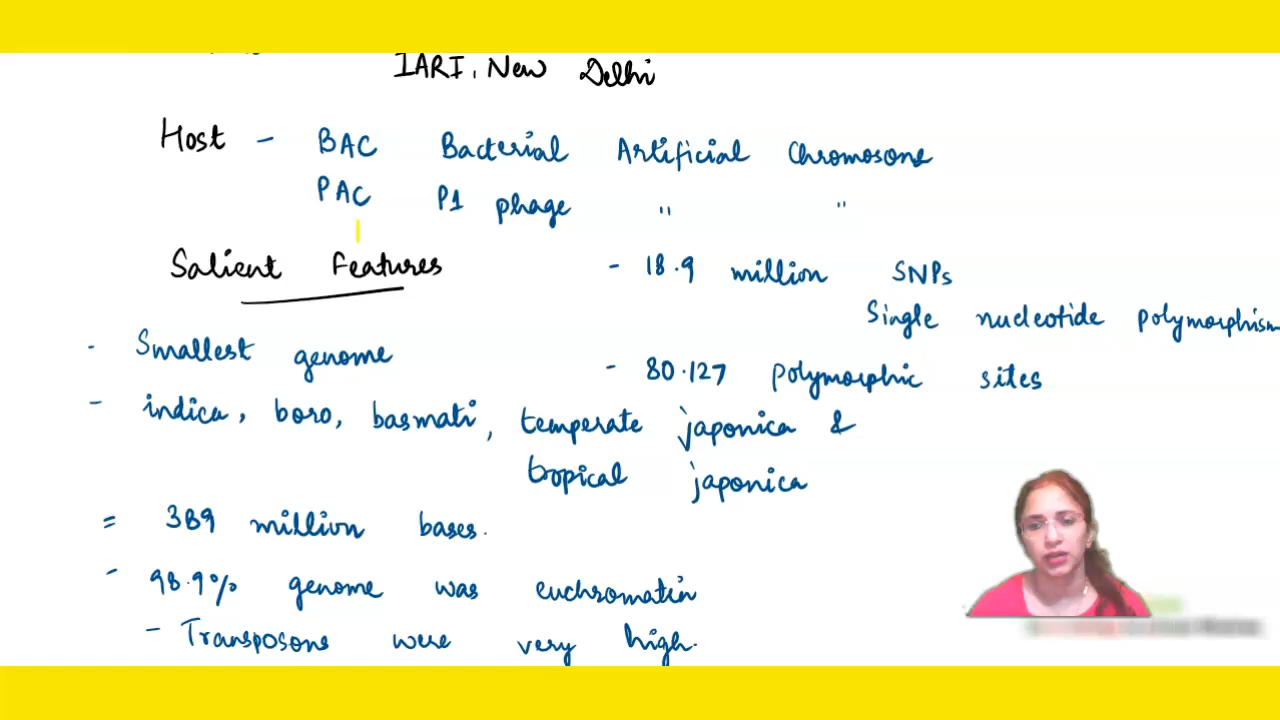 IARI, New Delhi
Host - BAC Bacterial Artificial Chromosone
PAC P1 phage " "
Salient Features
- Smallest genome
- indica, boro, basmati, temperate japonica &
tropical japonica
= 389 million bases.
- 98.9% genome was euchromatin
- Transposons were very high.
- 18.9 million SNPs
Single nucleotide polymorphism
- 80.127 polymorphic sites